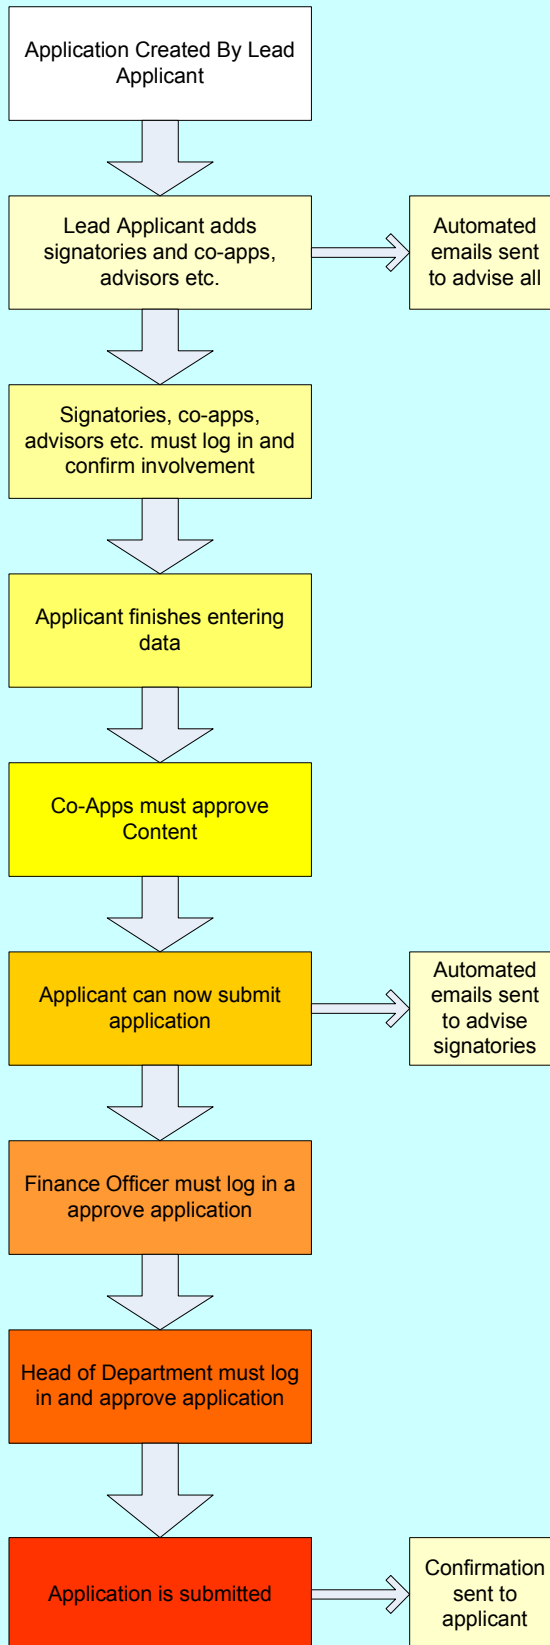 Application Created By Lead
Applicant
Lead Applicant adds
signatories and co-apps,
advisors etc.
Automated
emails sent
to advise all
Signatories, co-apps,
advisors etc. must log in and
confirm involvement
Applicant finishes entering
data
Co-Apps must approve
Content
Applicant can now submit
application
Automated
emails sent
to advise
signatories
Finance Officer must log in a
approve application
Head of Department must log
in and approve application
Application is submitted
Confirmation
sent to
applicant